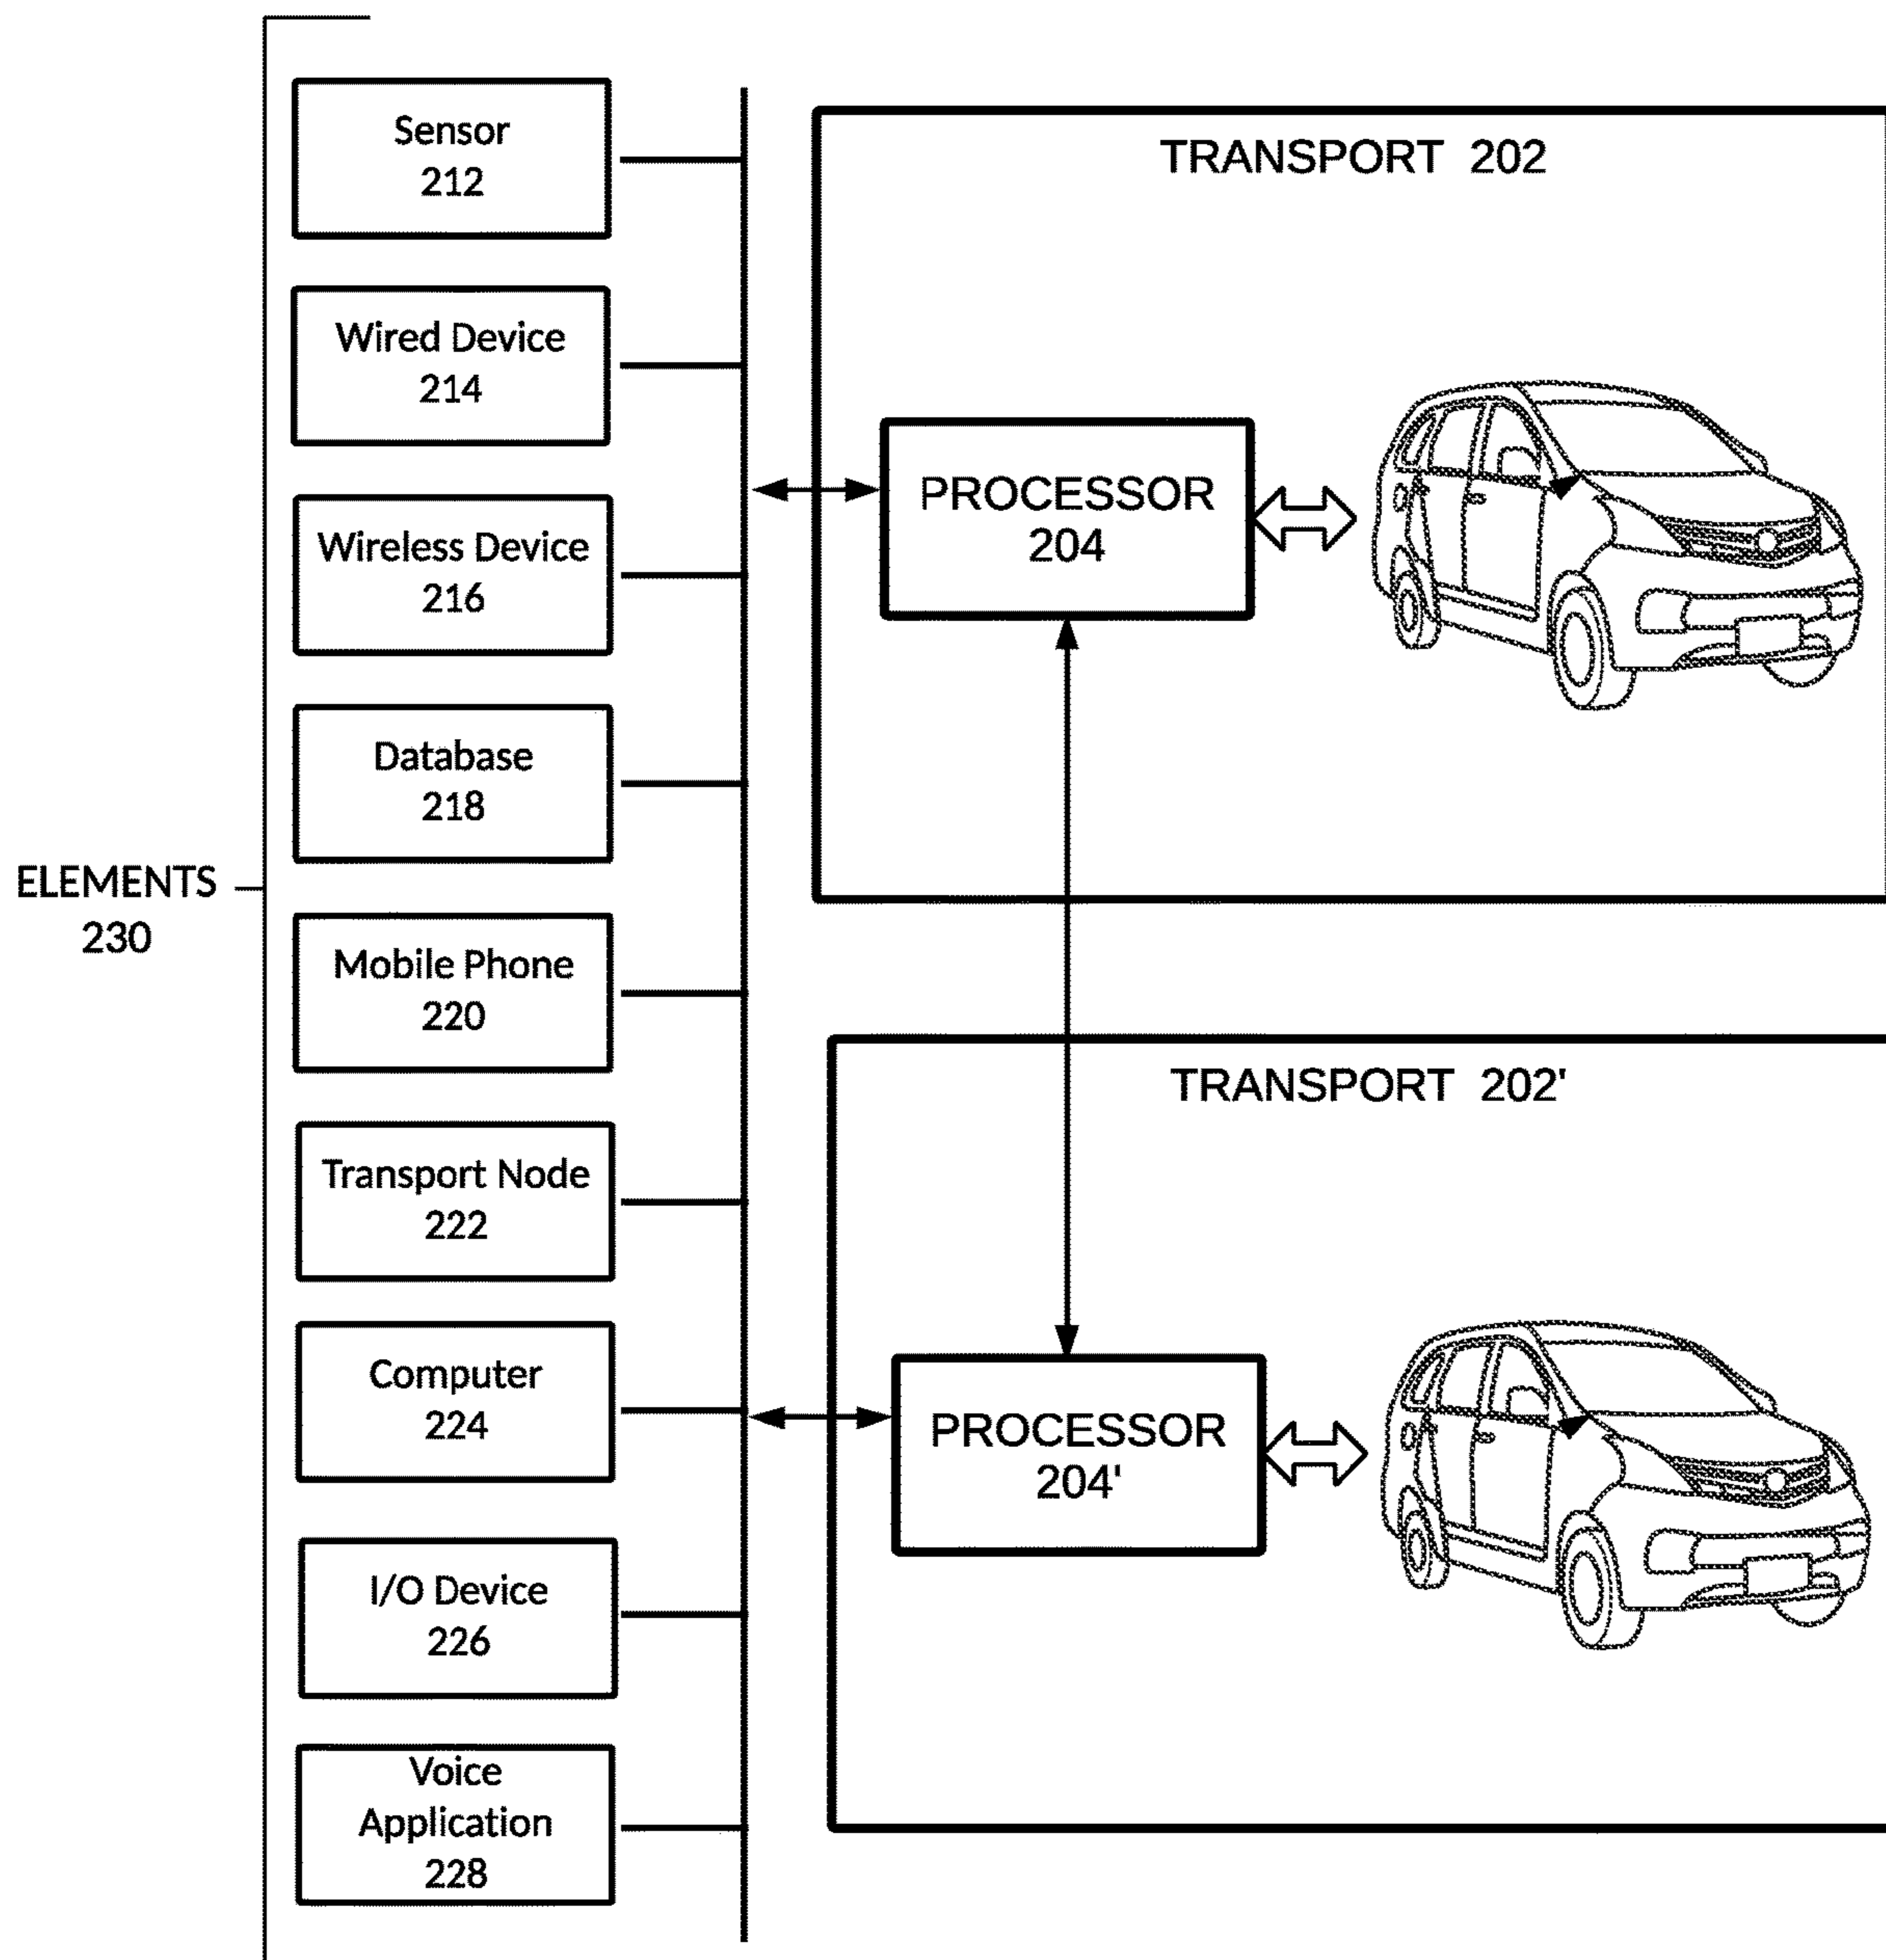 ELEMENTS
230
Sensor
212
Wired Device
214
Wireless Device
216
Database
218
Mobile Phone
220
Transport Node
222
Computer
224
I/O Device
226
Voice
Application
228
TRANSPORT 202
PROCESSOR
204
TRANSPORT 202'
PROCESSOR
204'